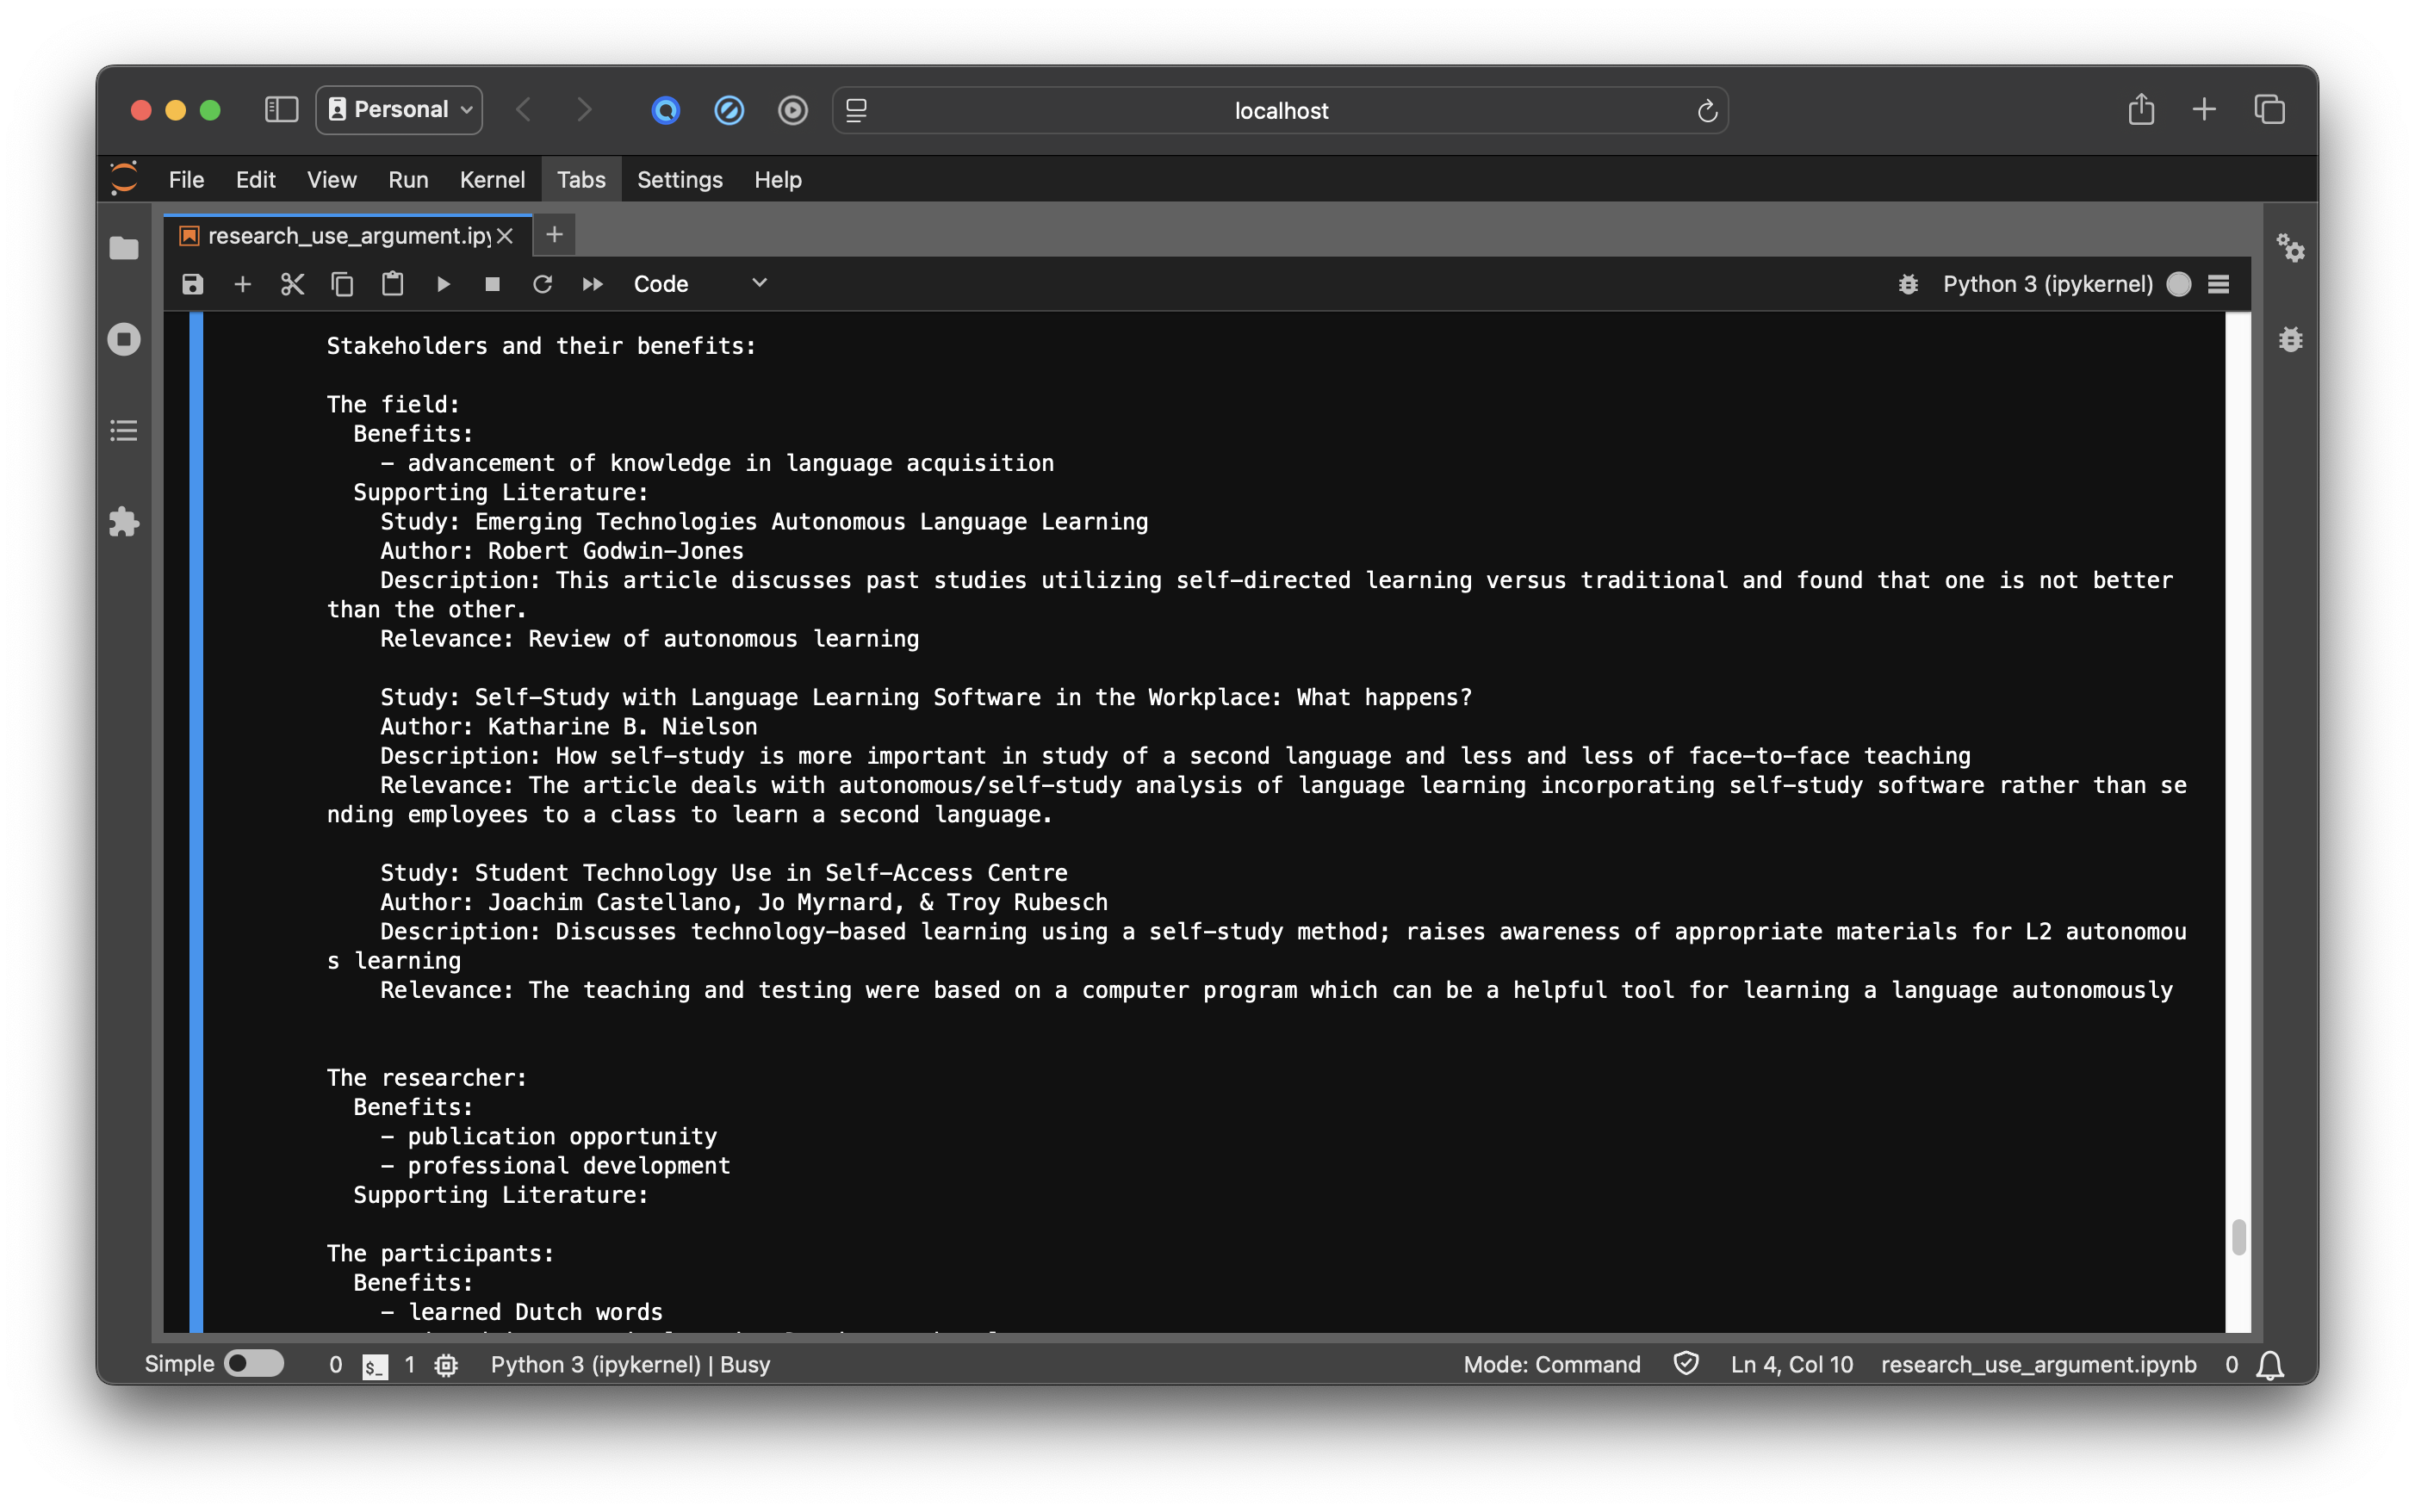 Personal
localhost
File Edit View Run Kernel Tabs Settings Help
research_use_argument.ipy
Code
Python 3 (ipykernel)
Stakeholders and their benefits:
The field:
Benefits:
- advancement of knowledge in language acquisition
Supporting Literature:
Study: Emerging Technologies Autonomous Language Learning
Author: Robert Godwin-Jones
Description: This article discusses past studies utilizing self-directed learning versus traditional and found that one is not better
than the other.
Relevance: Review of autonomous learning
Study: Self-Study with Language Learning Software in the Workplace: What happens?
Author: Katharine B. Nielson
Description: How self-study is more important in study of a second language and less and less of face-to-face teaching
Relevance: The article deals with autonomous/self-study analysis of language learning incorporating self-study software rather than se
nding employees to a class to learn a second language.
Study: Student Technology Use in Self-Access Centre
Author: Joachim Castellano, Jo Myrnard, & Troy Rubesch
Description: Discusses technology-based learning using a self-study method; raises awareness of appropriate materials for L2 autonomou
s learning
Relevance: The teaching and testing were based on a computer program which can be a helpful tool for learning a language autonomously
The researcher:
Benefits:
- publication opportunity
- professional development
Supporting Literature:
The participants:
Benefits:
- learned Dutch words
Simple 0 $_ 1 Python 3 (ipykernel) | Busy Mode: Command Ln 4, Col 10 research_use_argument.ipynb 0